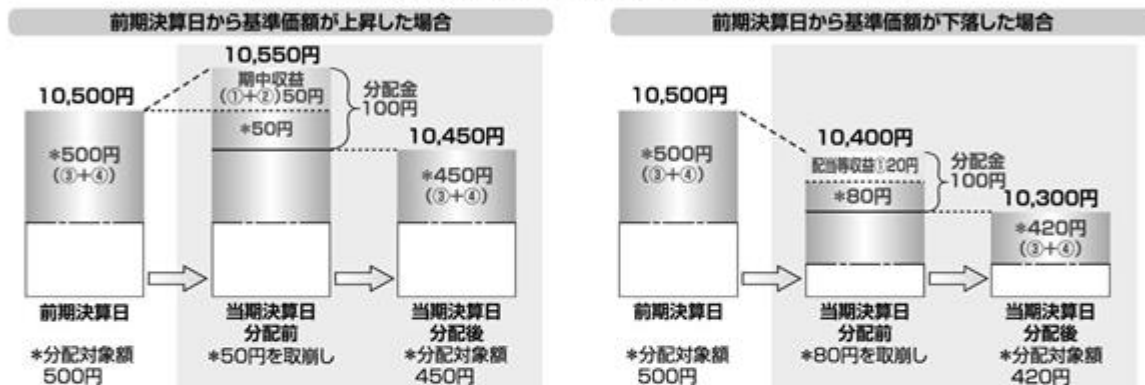 前期決算日から基準価額が上昇した場合
10,550円
期中収益
(①+②)50円
分配金
100円
10,500円
*50円
10,450円
*500円
(③+④)
*450円
(③+④)
前期決算日
当期決算日
分配前
当期決算日
分配後
*分配対象額
500円
*50円を取崩し
*分配対象額
450円
前期決算日から基準価額が下落した場合
10,500円
10,400円
配当等収益①20円
分配金
100円
*500円
(③+④)
*80円
10,300円
*420円
(③+④)
前期決算日
当期決算日
分配前
当期決算日
分配後
*分配対象額
500円
*80円を取崩し
*分配対象額
420円